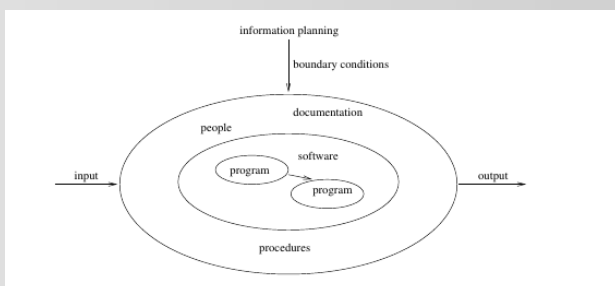 information planning
boundary conditions
documentation
people
software
program
input
output
program
procedures